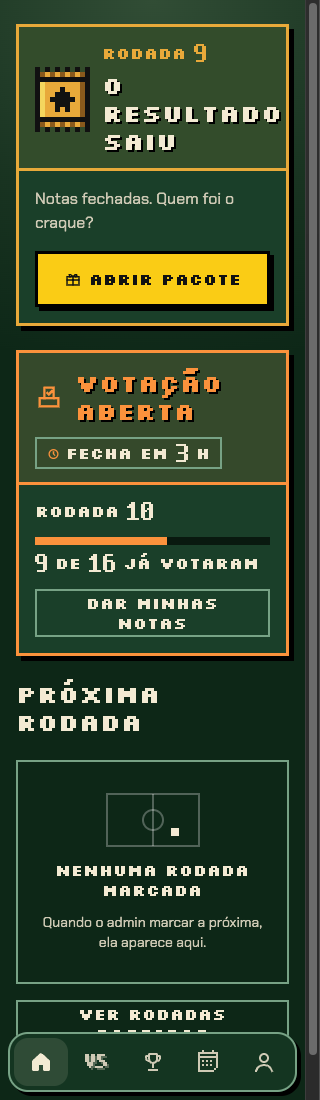 RODADA 9
O
RESULTADO
SAIU
Notas fechadas. Quem foi o
craque?
ABRIR PACOTE
VOTAÇÃO
ABERTA
FECHA EM 3 H
RODADA 10
9 DE 16 JÁ VOTARAM
DAR MINHAS
NOTAS
PRÓXIMA
RODADA
NENHUMA RODADA
MARCADA
Quando o admin marcar a próxima,
ela aparece aqui.
VER RODADAS
VS